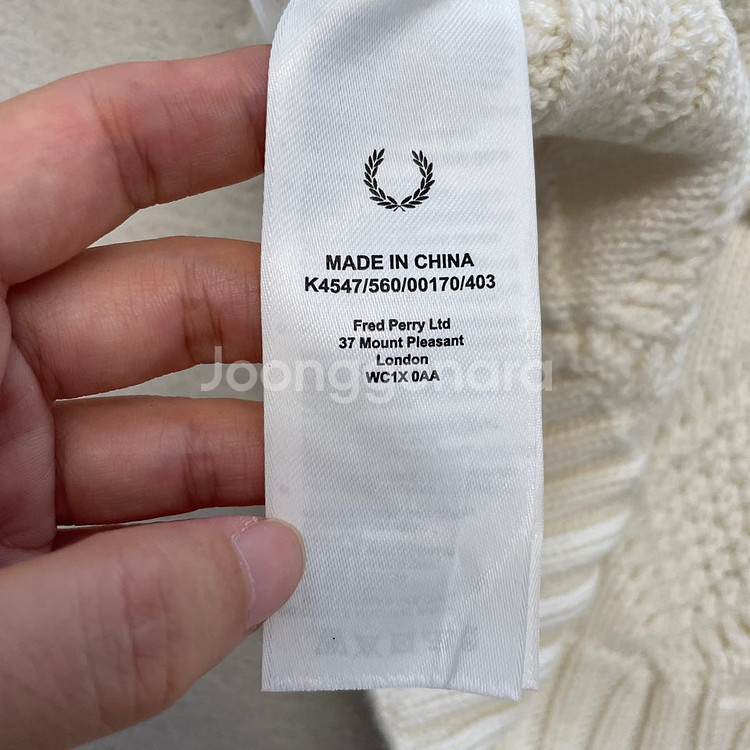 MADE IN CHINA
K4547/560/00170/403
Fred Perry Ltd
37 Mount Pleasant
London
WC1X 0AA
Joonggonara